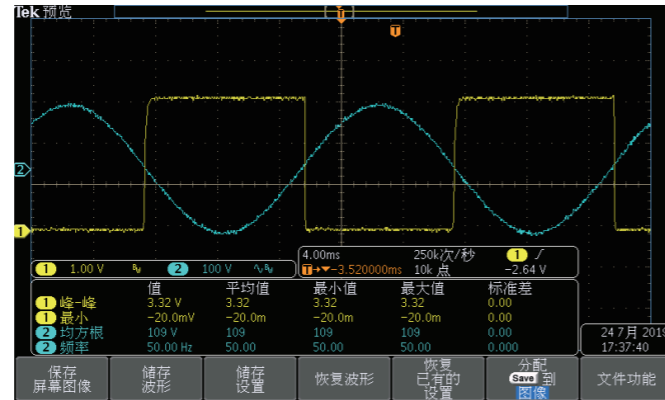 Tek 预览
T
T
2
1
1 1.00 V 2 100 V
4.00ms 250k次/秒 1
T→▼-3.520000ms 10k 点 -2.64 V
值 平均值 最小值 最大值 标准差
1 峰-峰 3.32 V 3.32 3.32 3.32 0.00
1 最小 -20.0mV -20.0m -20.0m -20.0m 0.00
2 均方根 109 V 109 109 109 0.000
2 频率 50.00 Hz 50.00 50.00 50.00 0.000
24 7月 2019
17:37:40
保存
屏幕图像
储存
波形
储存
设置
恢复波形
恢复
已有的
设置
分配
Save 到
图像
文件功能